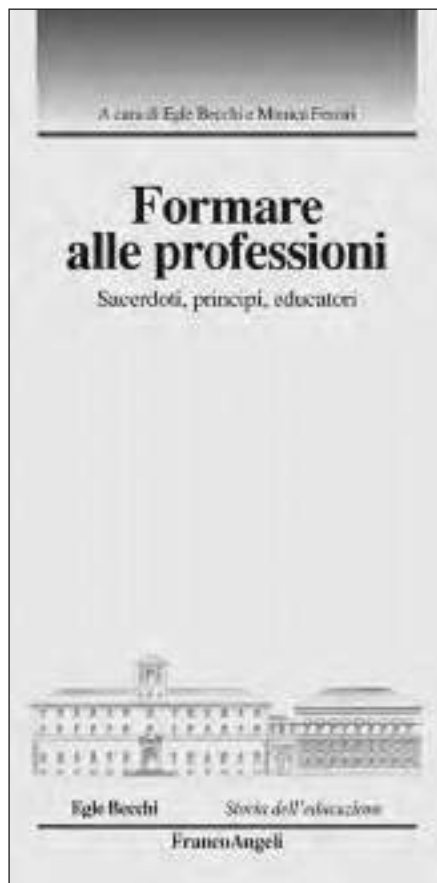 A cura di Egle Becchi e Monica Ferrari
Formare
alle professioni
Sacerdoti, principi, educatori
Egle Becchi Storia dell'educazione
FrancoAngeli